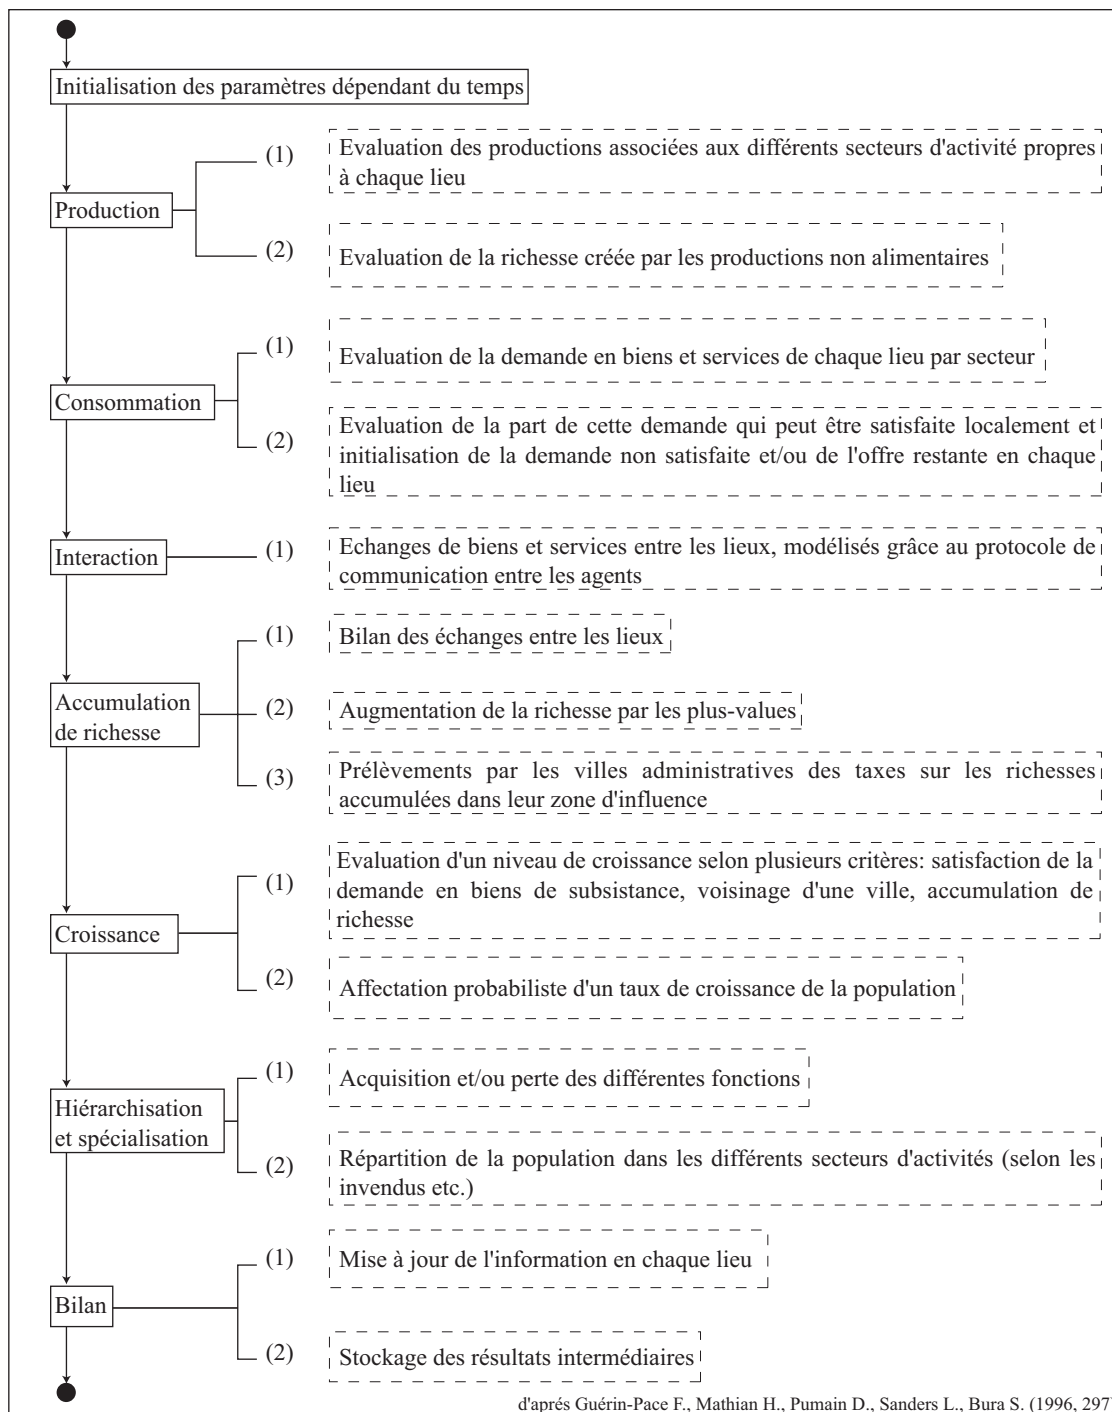 Initialisation des paramètres dépendant du temps
(1)
Evaluation des productions associées aux différents secteurs d'activité propres
à chaque lieu
Production
(2)
Evaluation de la richesse créée par les productions non alimentaires
(1)
Evaluation de la demande en biens et services de chaque lieu par secteur
Consommation
(2)
Evaluation de la part de cette demande qui peut être satisfaite localement et
initialisation de la demande non satisfaite et/ou de l'offre restante en chaque
lieu
Interaction
(1)
Echanges de biens et services entre les lieux, modélisés grâce au protocole de
communication entre les agents
(1)
Bilan des échanges entre les lieux
Accumulation
de richesse
(2)
Augmentation de la richesse par les plus-values
(3)
Prélèvements par les villes administratives des taxes sur les richesses
accumulées dans leur zone d'influence
(1)
Evaluation d'un niveau de croissance selon plusieurs critères: satisfaction de la
demande en biens de subsistance, voisinage d'une ville, accumulation de
richesse
Croissance
(2)
Affectation probabiliste d'un taux de croissance de la population
(1)
Acquisition et/ou perte des différentes fonctions
Hiérarchisation
et spécialisation
(2)
Répartition de la population dans les différents secteurs d'activités (selon les
invendus etc.)
(1)
Mise à jour de l'information en chaque lieu
Bilan
(2)
Stockage des résultats intermédiaires
d'aprés Guérin-Pace F., Mathian H., Pumain D., Sanders L., Bura S. (1996, 297)